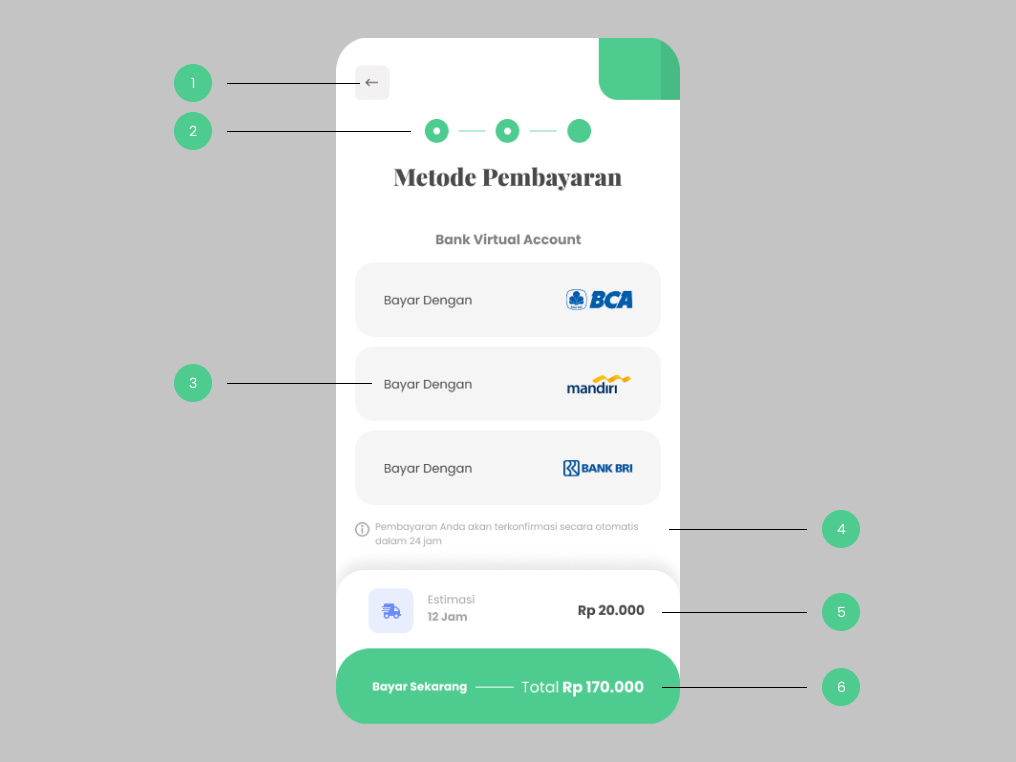 1
2
Metode Pembayaran
Bank Virtual Account
Bayar Dengan BCA
3
Bayar Dengan mandiri
Bayar Dengan BANK BRI
Pembayaran Anda akan terkonfirmasi secara otomatis
dalam 24 jam
4
Estimasi
12 Jam
Rp 20.000
5
Bayar Sekarang Total Rp 170.000
6